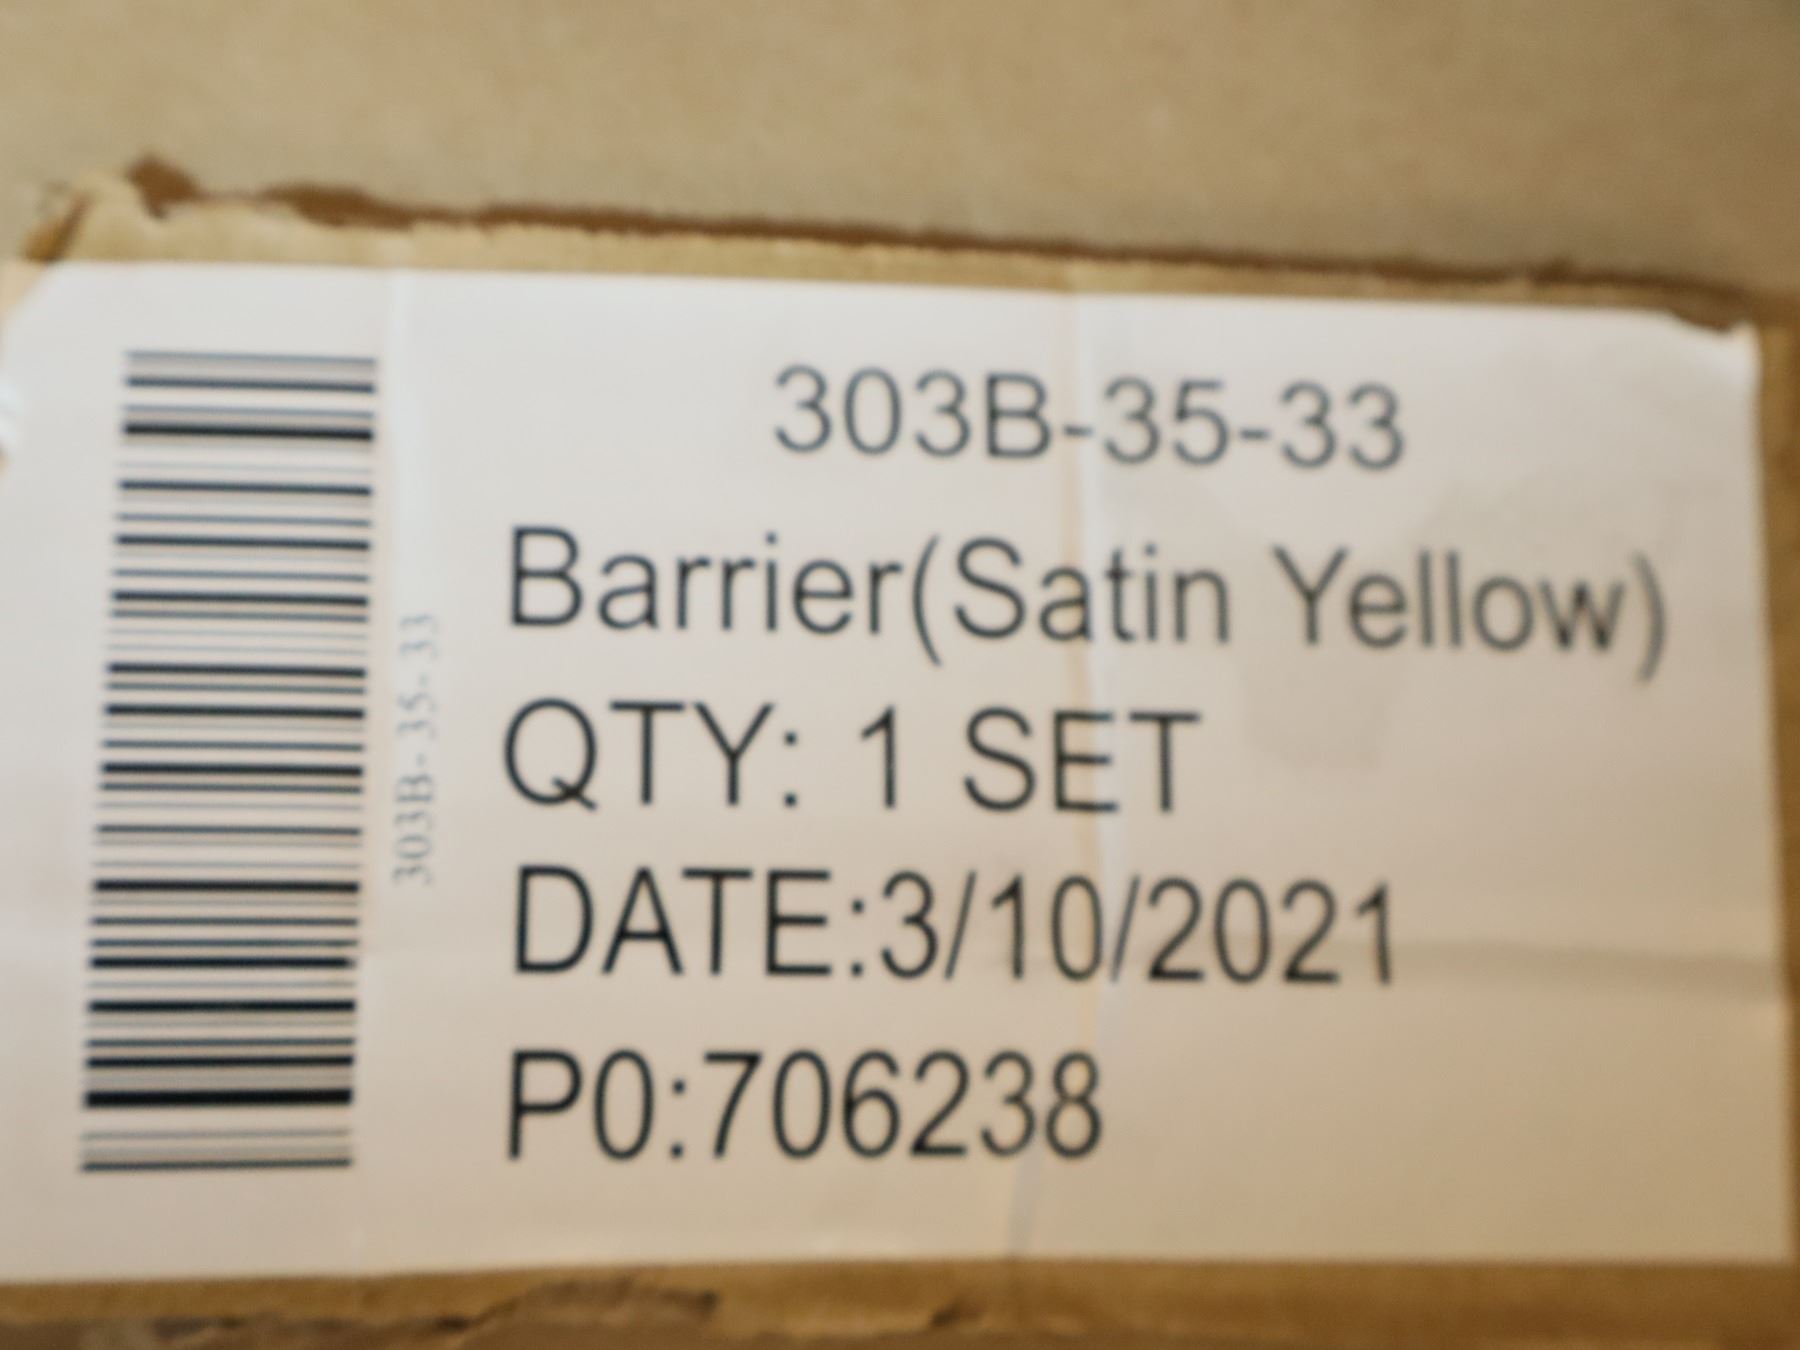 303B-35-33
303B-35-33
Barrier(Satin Yellow)
QTY: 1 SET
DATE:3/10/2021
P0:706238